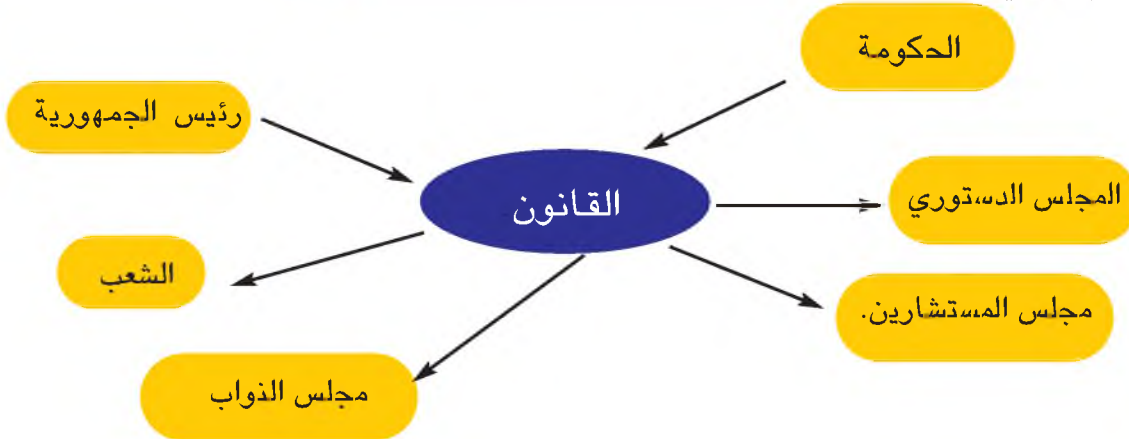 الحكومة
رئيس الجمهورية
المجلس الدستوري
القانون
الشعب
مجلس المستشارين.
مجلس النواب